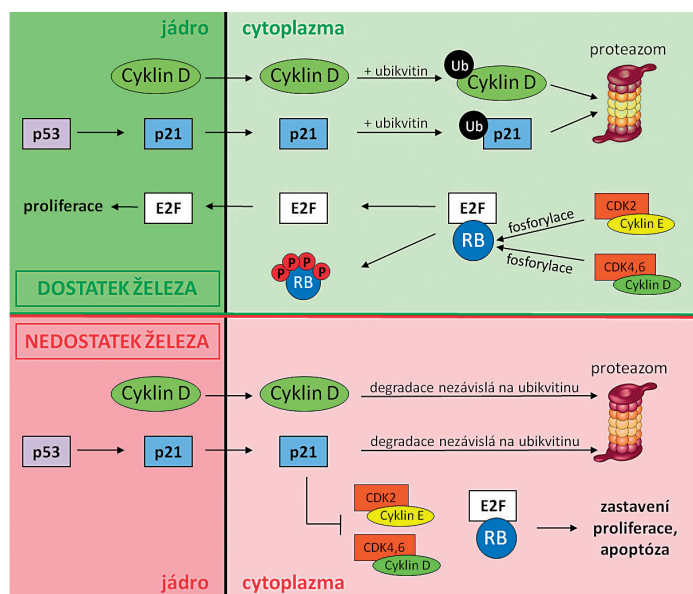 jádro
cytoplazma
Cyklin D
Cyklin D
+ ubikvitin
Ub
Cyklin D
proteazom
p53
p21
p21
+ ubikvitin
Ub
p21
proliferace
E2F
E2F
E2F
RB
fosforylace
CDK2
Cyklin E
fosforylace
CDK4,6
Cyklin D
P
P
P
P
RB
DOSTATEK ŽELEZA
NEDOSTATEK ŽELEZA
Cyklin D
Cyklin D
degradace nezávislá na ubikvitinu
proteazom
p53
p21
p21
degradace nezávislá na ubikvitinu
CDK2
Cyklin E
CDK4,6
Cyklin D
E2F
RB
zastavení
proliferace,
apoptóza
jádro
cytoplazma